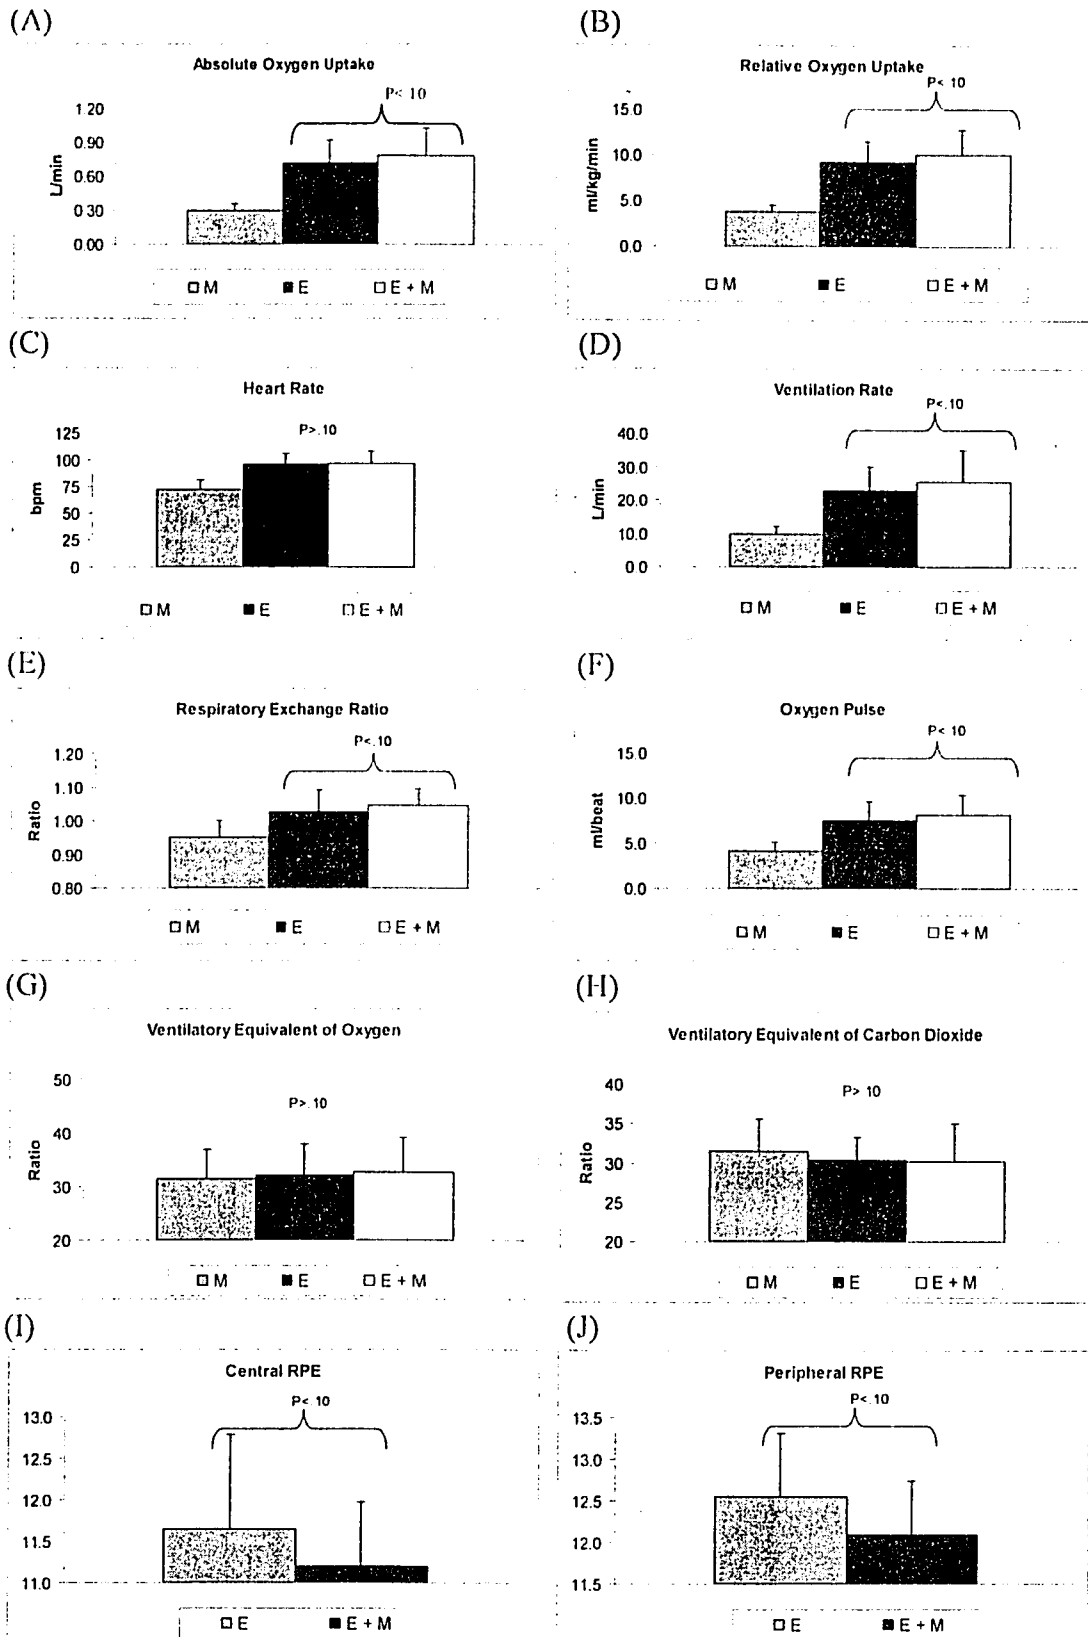 (A)
Absolute Oxygen Uptake
P< 10
1.20
0.90
0.60
0.30
0.00
L/min
M E E + M
(B)
Relative Oxygen Uptake
P< 10
15.0
10.0
5.0
0.0
ml/kg/min
M E E + M
(C)
Heart Rate
P>.10
125
100
75
50
25
0
bpm
M E E + M
(D)
Ventilation Rate
P<.10
40.0
30.0
20.0
10.0
0.0
L/min
M E E + M
(E)
Respiratory Exchange Ratio
P<.10
1.20
1.10
1.00
0.90
0.80
Ratio
M E E + M
(F)
Oxygen Pulse
P< 10
15.0
10.0
5.0
0.0
ml/beat
M E E + M
(G)
Ventilatory Equivalent of Oxygen
P>.10
50
40
30
20
Ratio
M E E + M
(H)
Ventilatory Equivalent of Carbon Dioxide
P> 10
40
35
30
25
20
Ratio
M E E + M
(I)
Central RPE
P< 10
13.0
12.5
12.0
11.5
11.0
E E + M
(J)
Peripheral RPE
P<.10
13.5
13.0
12.5
12.0
11.5
E E + M